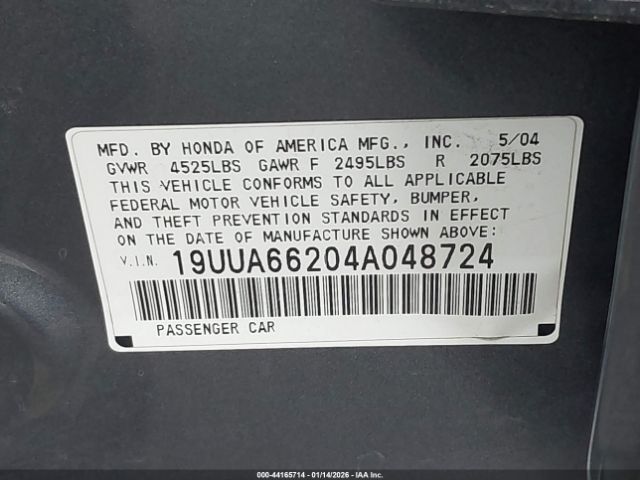 MFD. BY HONDA OF AMERICA MFG., INC. 5/04
GVWR 4525LBS GAWR F 2495LBS R 2075LBS
THIS VEHICLE CONFORMS TO ALL APPLICABLE
FEDERAL MOTOR VEHICLE SAFETY, BUMPER,
AND THEFT PREVENTION STANDARDS IN EFFECT
ON THE DATE OF MANUFACTURE SHOWN ABOVE:
V.I.N. 19UUA66204A048724
PASSENGER CAR
000-44165714 - 01/14/2026 - IAA Inc.